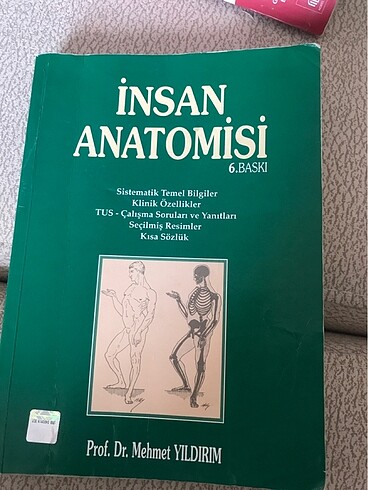 İNSAN
ANATOMİSİ
6.BASKI
Sistematik Temel Bilgiler
Klinik Özellikler
TUS - Çalışma Soruları ve Yanıtları
Seçilmiş Resimler
Kısa Sözlük
Prof. Dr. Mehmet YILDIRIM